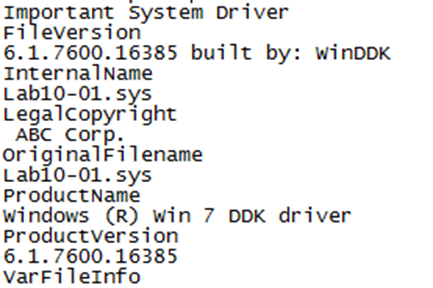 Important System Driver
FileVersion
6.1.7600.16385 built by: WinDDK
InternalName
Lab10-01.sys
LegalCopyright
ABC Corp.
OriginalFilename
Lab10-01.sys
ProductName
Windows (R) Win 7 DDK driver
ProductVersion
6.1.7600.16385
VarFileInfo